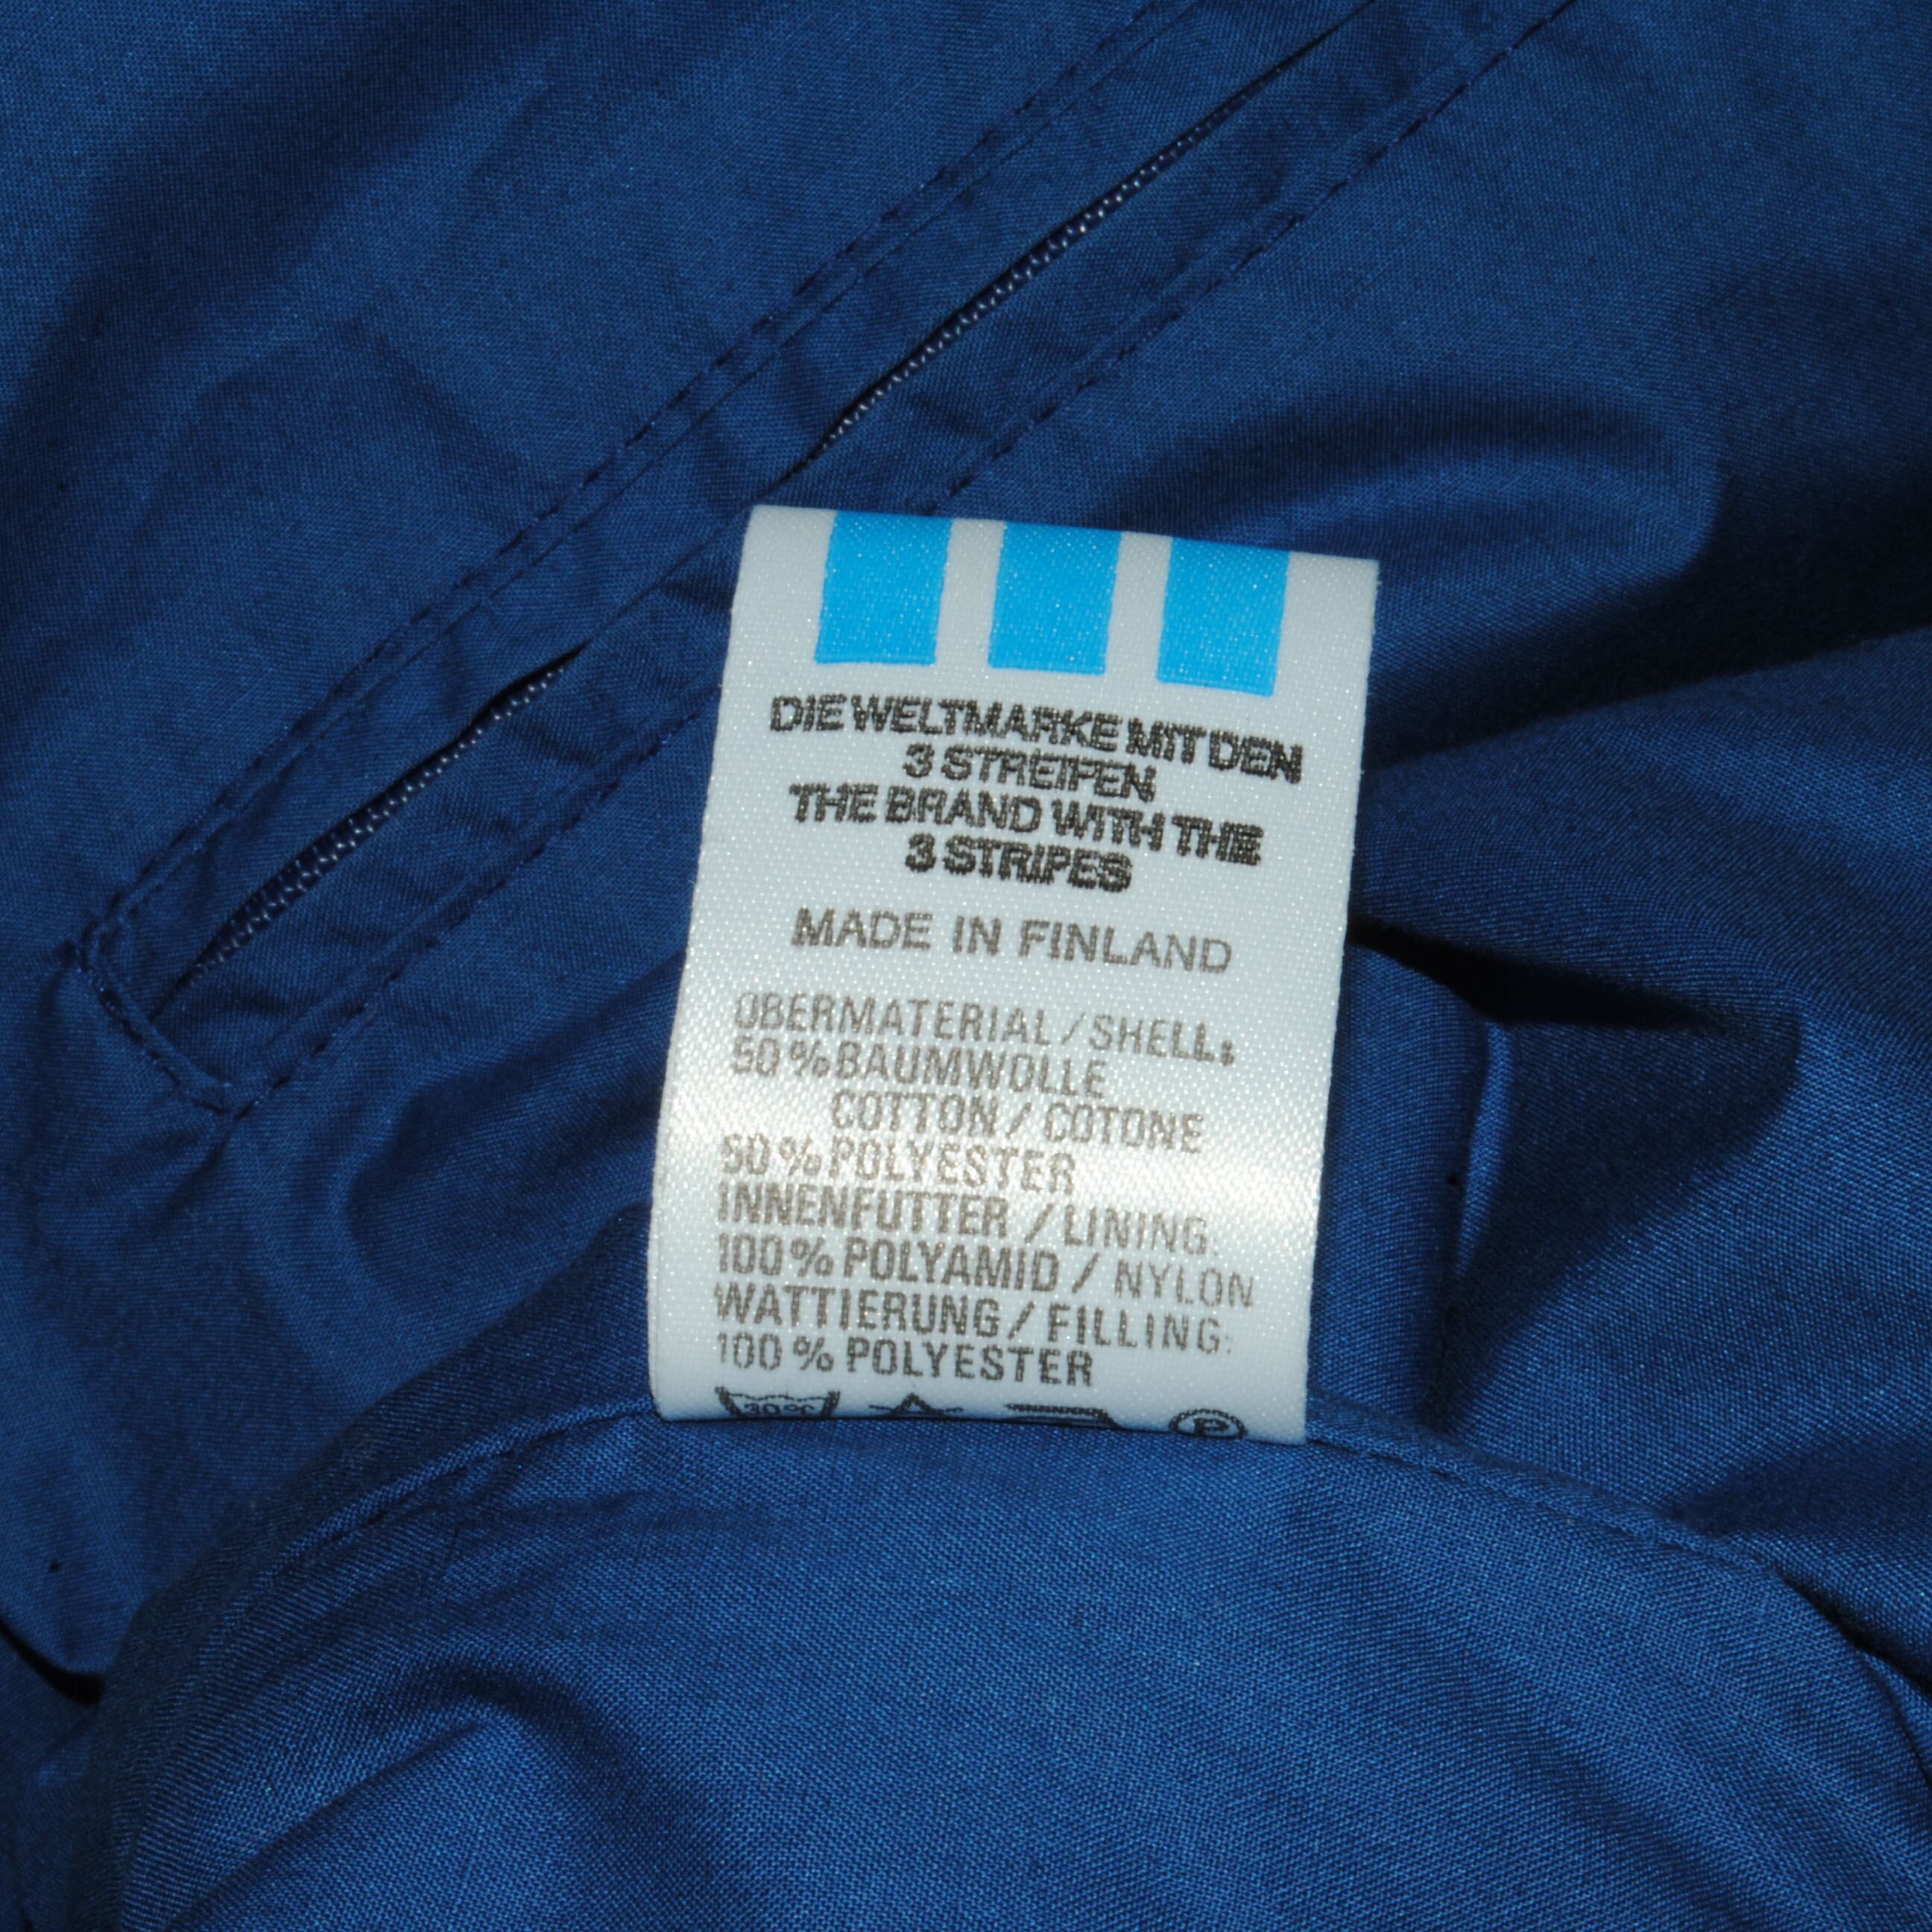 DIE WELTMARKE MIT DEN
3 STREIFEN
THE BRAND WITH THE
3 STRIPES
MADE IN FINLAND
OBERMATERIAL / SHELL:
50 % BAUMWOLLE
COTTON / COTONE
50 % POLYESTER
INNENFUTTER / LINING:
100 % POLYAMID / NYLON
WATTIERUNG / FILLING:
100 % POLYESTER
30°C P